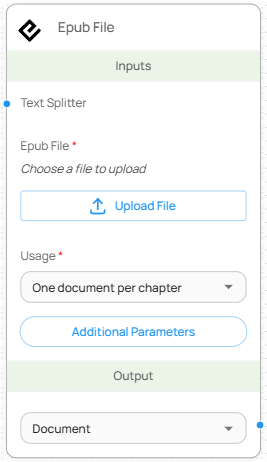 Epub File
Inputs
Text Splitter
Epub File *
Choose a file to upload
Upload File
Usage *
One document per chapter
Additional Parameters
Output
Document